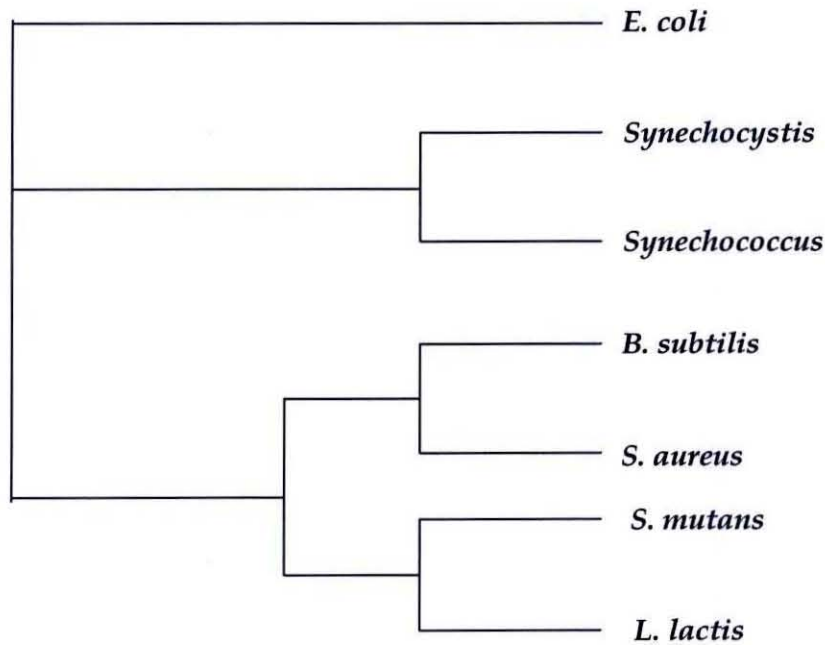 E. coli
Synechocystis
Synechococcus
B. subtilis
S. aureus
S. mutans
L. lactis